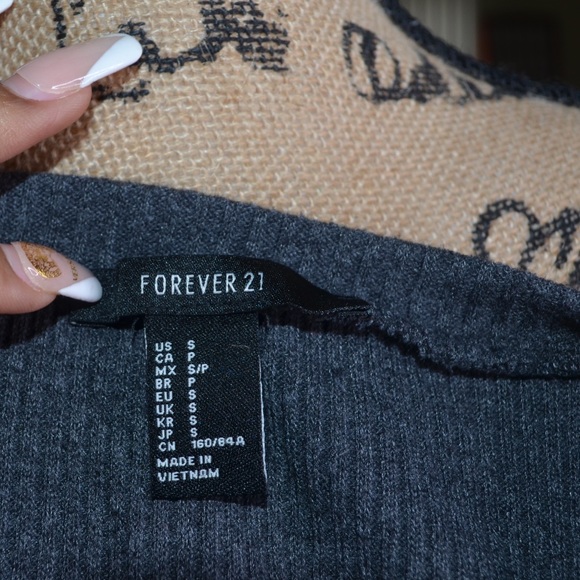 FOREVER 21
US S
CA P
MX S/P
BR P
EU S
UK S
KR S
JP S
CN 160/84A
MADE IN
VIETNAM